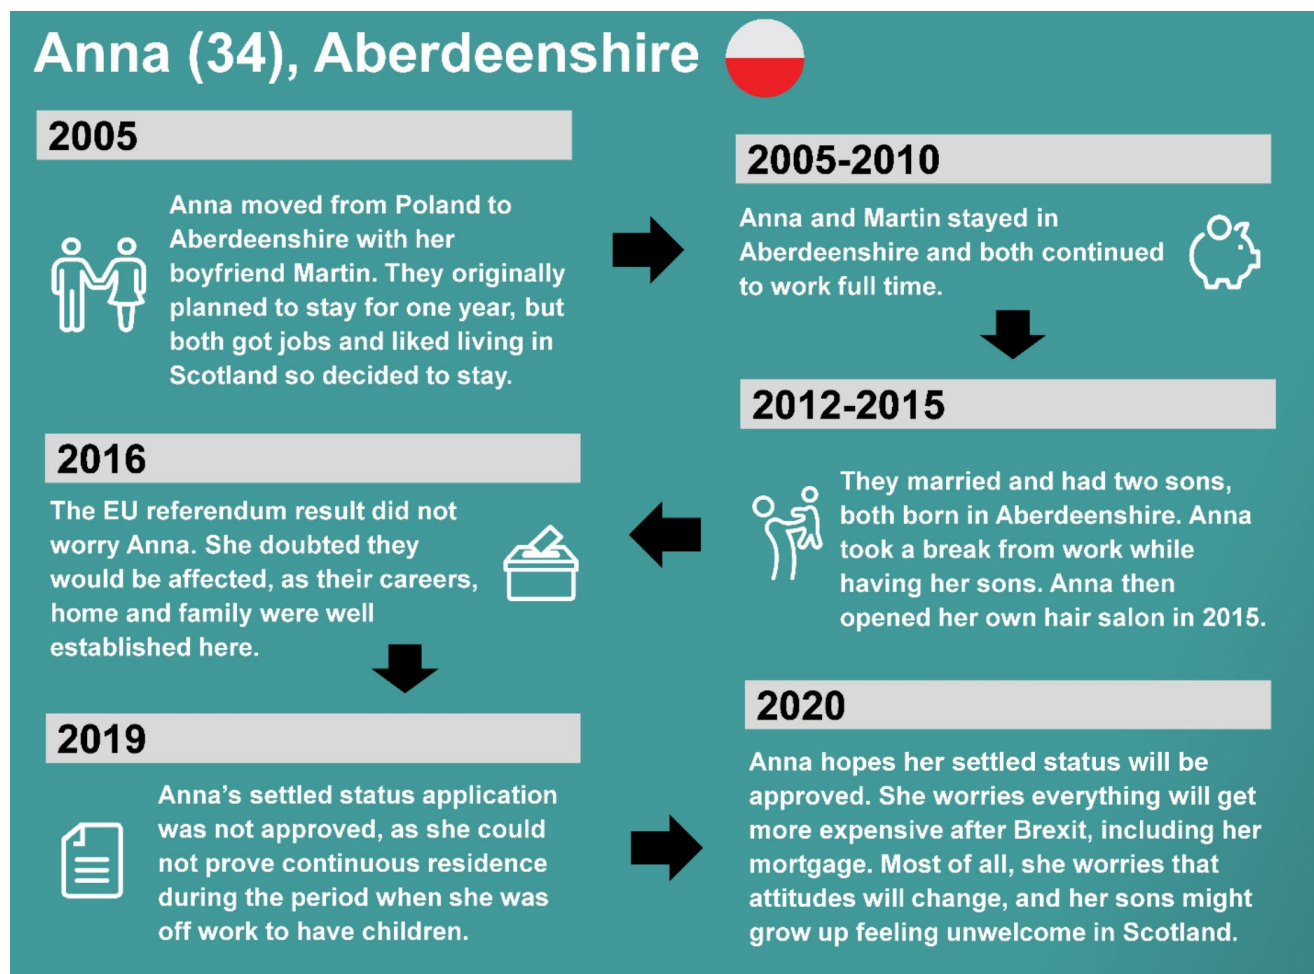 Anna (34), Aberdeenshire
2005
Anna moved from Poland to
Aberdeenshire with her
boyfriend Martin. They originally
planned to stay for one year, but
both got jobs and liked living in
Scotland so decided to stay.
2005-2010
Anna and Martin stayed in
Aberdeenshire and both continued
to work full time.
2012-2015
They married and had two sons,
both born in Aberdeenshire. Anna
took a break from work while
having her sons. Anna then
opened her own hair salon in 2015.
2016
The EU referendum result did not
worry Anna. She doubted they
would be affected, as their careers,
home and family were well
established here.
2019
Anna’s settled status application
was not approved, as she could
not prove continuous residence
during the period when she was
off work to have children.
2020
Anna hopes her settled status will be
approved. She worries everything will get
more expensive after Brexit, including her
mortgage. Most of all, she worries that
attitudes will change, and her sons might
grow up feeling unwelcome in Scotland.